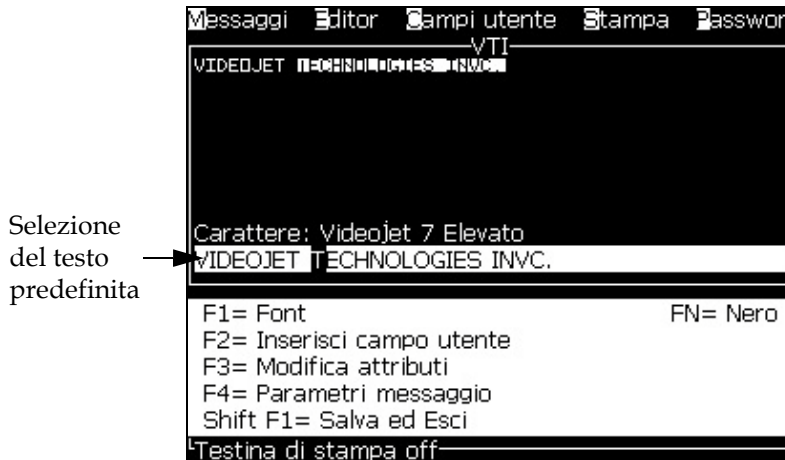 Messaggi Editor Campi utente Stampa Passwor
VTI
VIDEOJET TECHNOLOGIES INVC.
Carattere: Videojet 7 Elevato
Selezione del testo predefinita
VIDEOJET TECHNOLOGIES INVC.
F1= Font FN= Nero
F2= Inserisci campo utente
F3= Modifica attributi
F4= Parametri messaggio
Shift F1= Salva ed Esci
Testina di stampa off